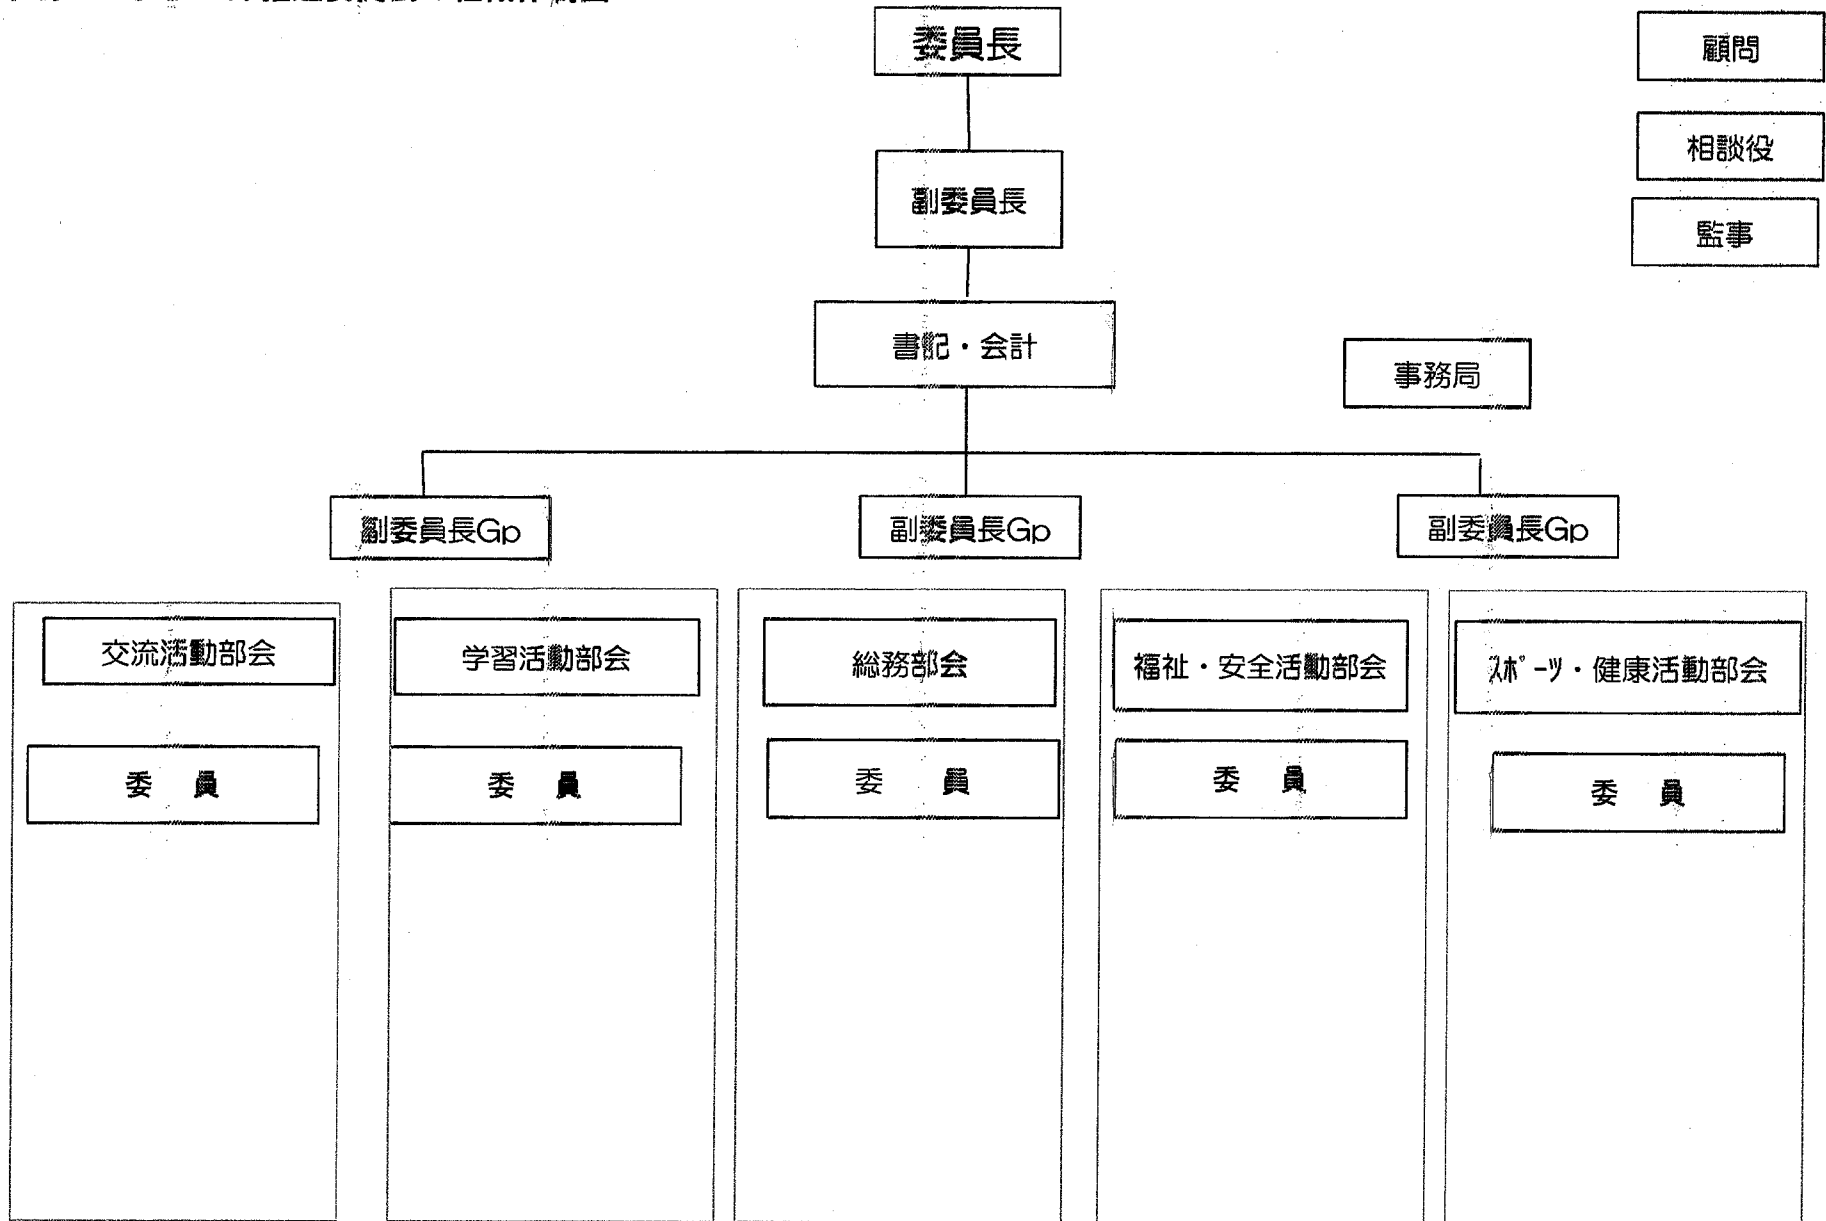 委員長
顧問
相談役
副委員長
監事
書記・会計
事務局
副委員長Gp
副委員長Gp
副委員長Gp
交流活動部会
学習活動部会
総務部会
福祉・安全活動部会
ｽﾎﾟｰﾂ・健康活動部会
委　員
委　員
委　員
委　員
委　員